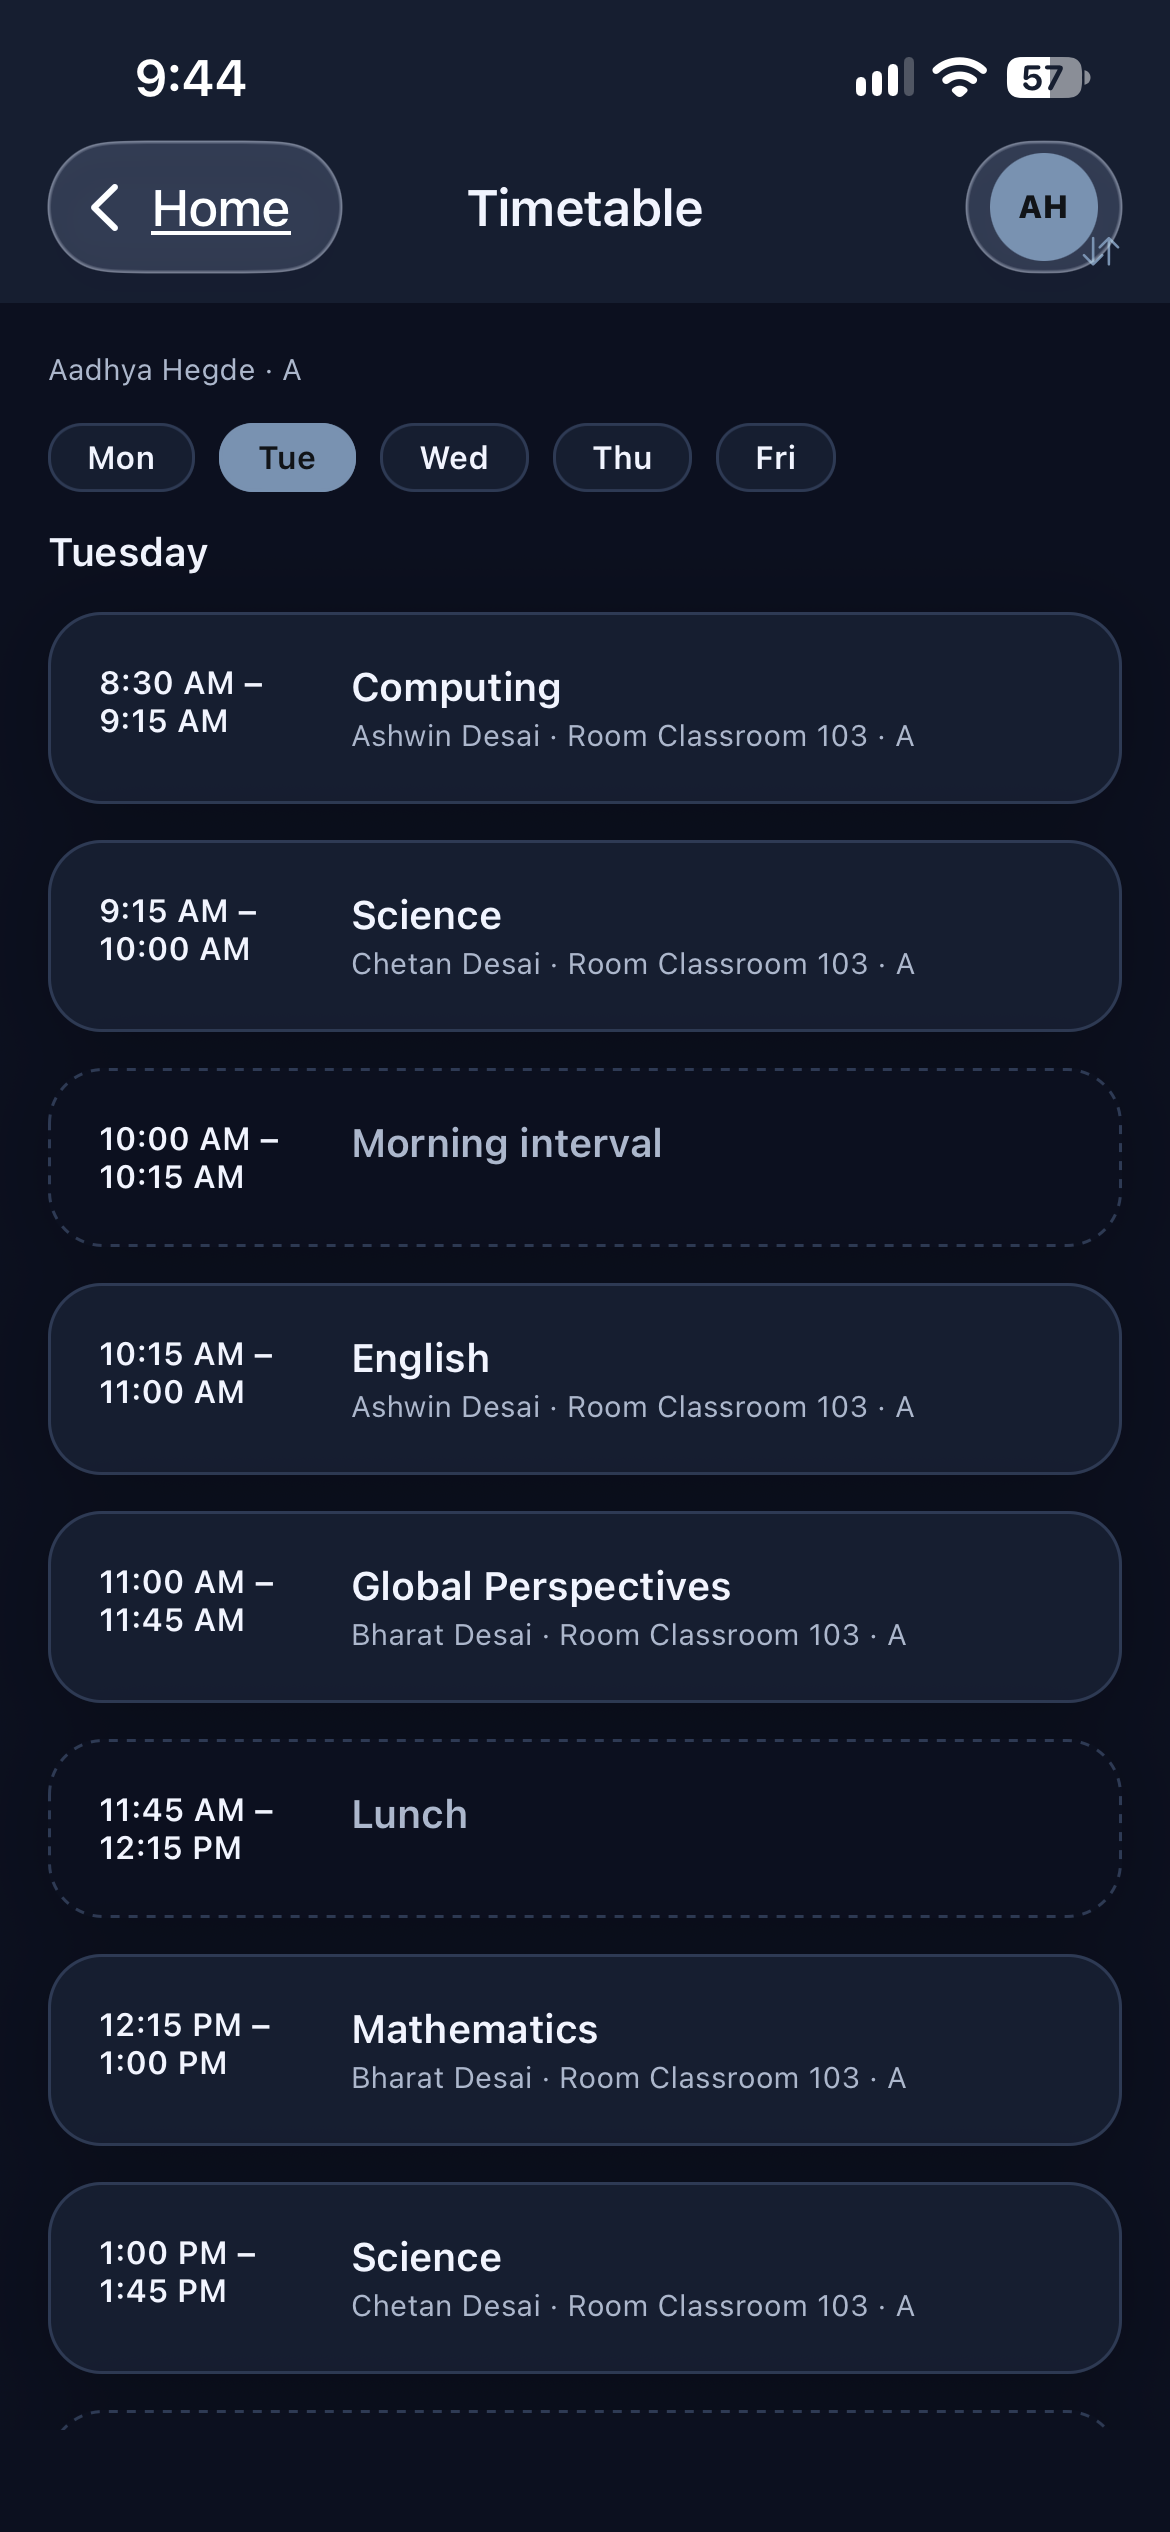 9:44
57
Home
Timetable
AH
Aadhya Hegde · A
Mon
Tue
Wed
Thu
Fri
Tuesday
8:30 AM –
9:15 AM
Computing
Ashwin Desai · Room Classroom 103 · A
9:15 AM –
10:00 AM
Science
Chetan Desai · Room Classroom 103 · A
10:00 AM –
10:15 AM
Morning interval
10:15 AM –
11:00 AM
English
Ashwin Desai · Room Classroom 103 · A
11:00 AM –
11:45 AM
Global Perspectives
Bharat Desai · Room Classroom 103 · A
11:45 AM –
12:15 PM
Lunch
12:15 PM –
1:00 PM
Mathematics
Bharat Desai · Room Classroom 103 · A
1:00 PM –
1:45 PM
Science
Chetan Desai · Room Classroom 103 · A